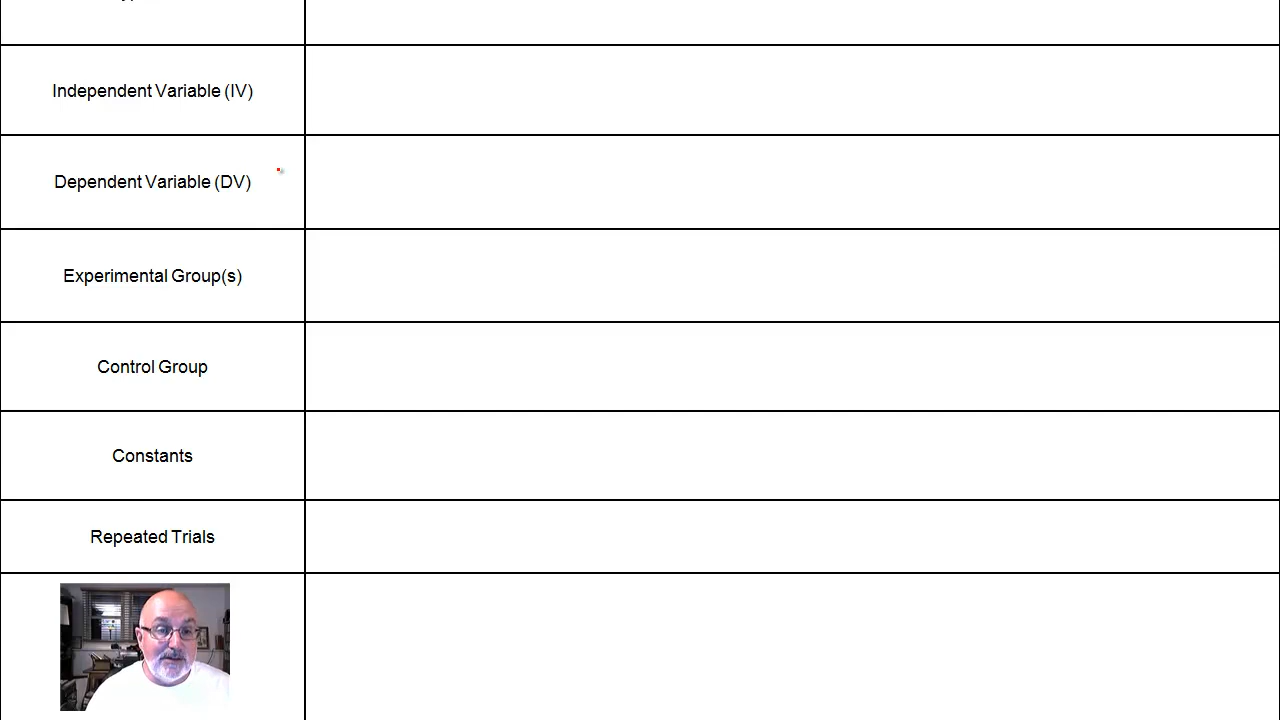 Independent Variable (IV)
Dependent Variable (DV)
Experimental Group(s)
Control Group
Constants
Repeated Trials